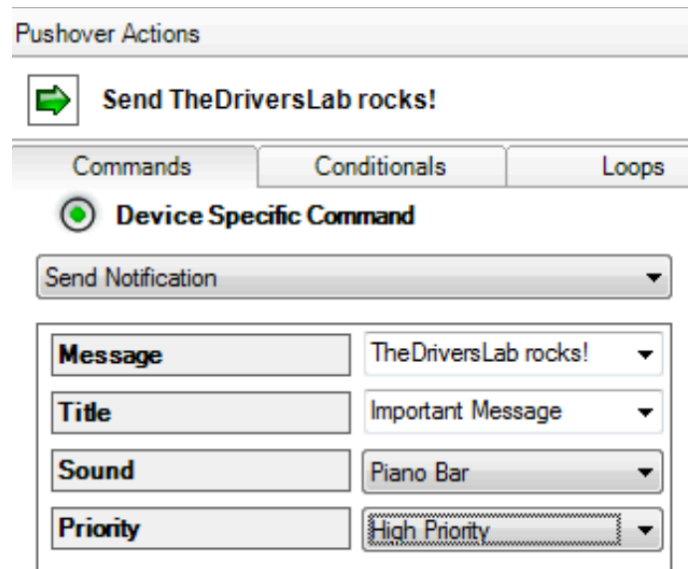 Pushover Actions
Send TheDriversLab rocks!
Commands Conditionals Loops
Device Specific Command
Send Notification
Message TheDriversLab rocks!
Title Important Message
Sound Piano Bar
Priority High Priority